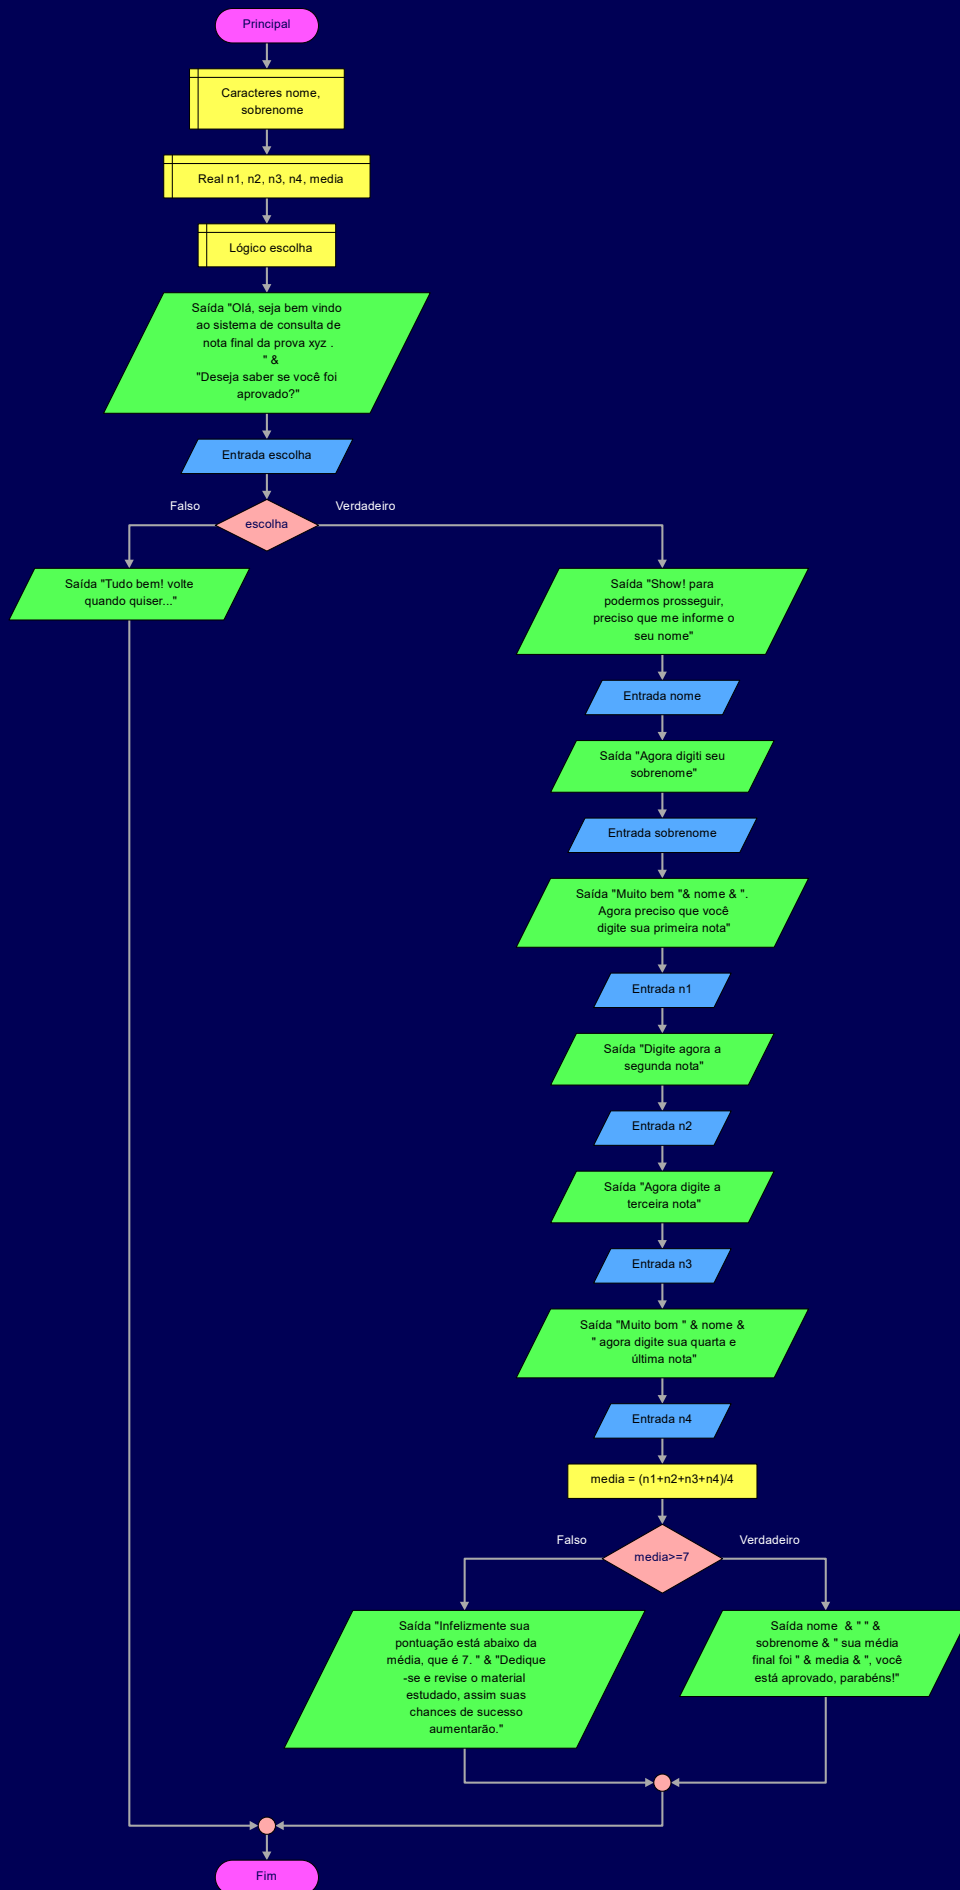 Principal
Caracteres nome,
sobrenome
Real n1, n2, n3, n4, media
Lógico escolha
Saída "Olá, seja bem vindo
ao sistema de consulta de
nota final da prova xyz .
" &
"Deseja saber se você foi
aprovado?"
Entrada escolha
Falso
Verdadeiro
escolha
Saída "Tudo bem! volte
quando quiser..."
Saída "Show! para
podermos prosseguir,
preciso que me informe o
seu nome"
Entrada nome
Saída "Agora digiti seu
sobrenome"
Entrada sobrenome
Saída "Muito bem "& nome & ".
Agora preciso que você
digite sua primeira nota"
Entrada n1
Saída "Digite agora a
segunda nota"
Entrada n2
Saída "Agora digite a
terceira nota"
Entrada n3
Saída "Muito bom " & nome &
" agora digite sua quarta e
última nota"
Entrada n4
media = (n1+n2+n3+n4)/4
Falso
Verdadeiro
media>=7
Saída "Infelizmente sua
pontuação está abaixo da
média, que é 7. " & "Dedique
-se e revise o material
estudado, assim suas
chances de sucesso
aumentarão."
Saída nome  & " " &
sobrenome & " sua média
final foi " & media & ", você
está aprovado, parabéns!"
Fim